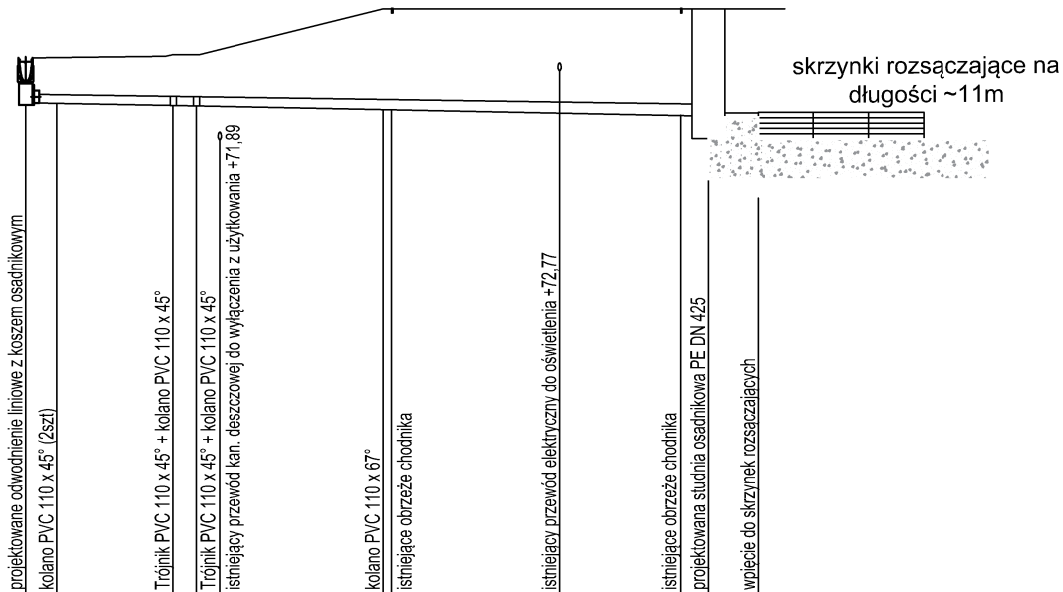 skrzynki rozsączające na
długości ~11m
projektowane odwodnienie liniowe z koszem osadnikowym
kolano PVC 110 x 45° (2szt)
Trójnik PVC 110 x 45° + kolano PVC 110 x 45°
Trójnik PVC 110 x 45° + kolano PVC 110 x 45°
istniejący przewód kan. deszczowej do wyłączenia z użytkowania +71,89
kolano PVC 110 x 67°
istniejące obrzeże chodnika
istniejący przewód elektryczny do oświetlenia +72,77
istniejące obrzeże chodnika
projektowana studnia osadnikowa PE DN 425
wpięcie do skrzynek rozsączających